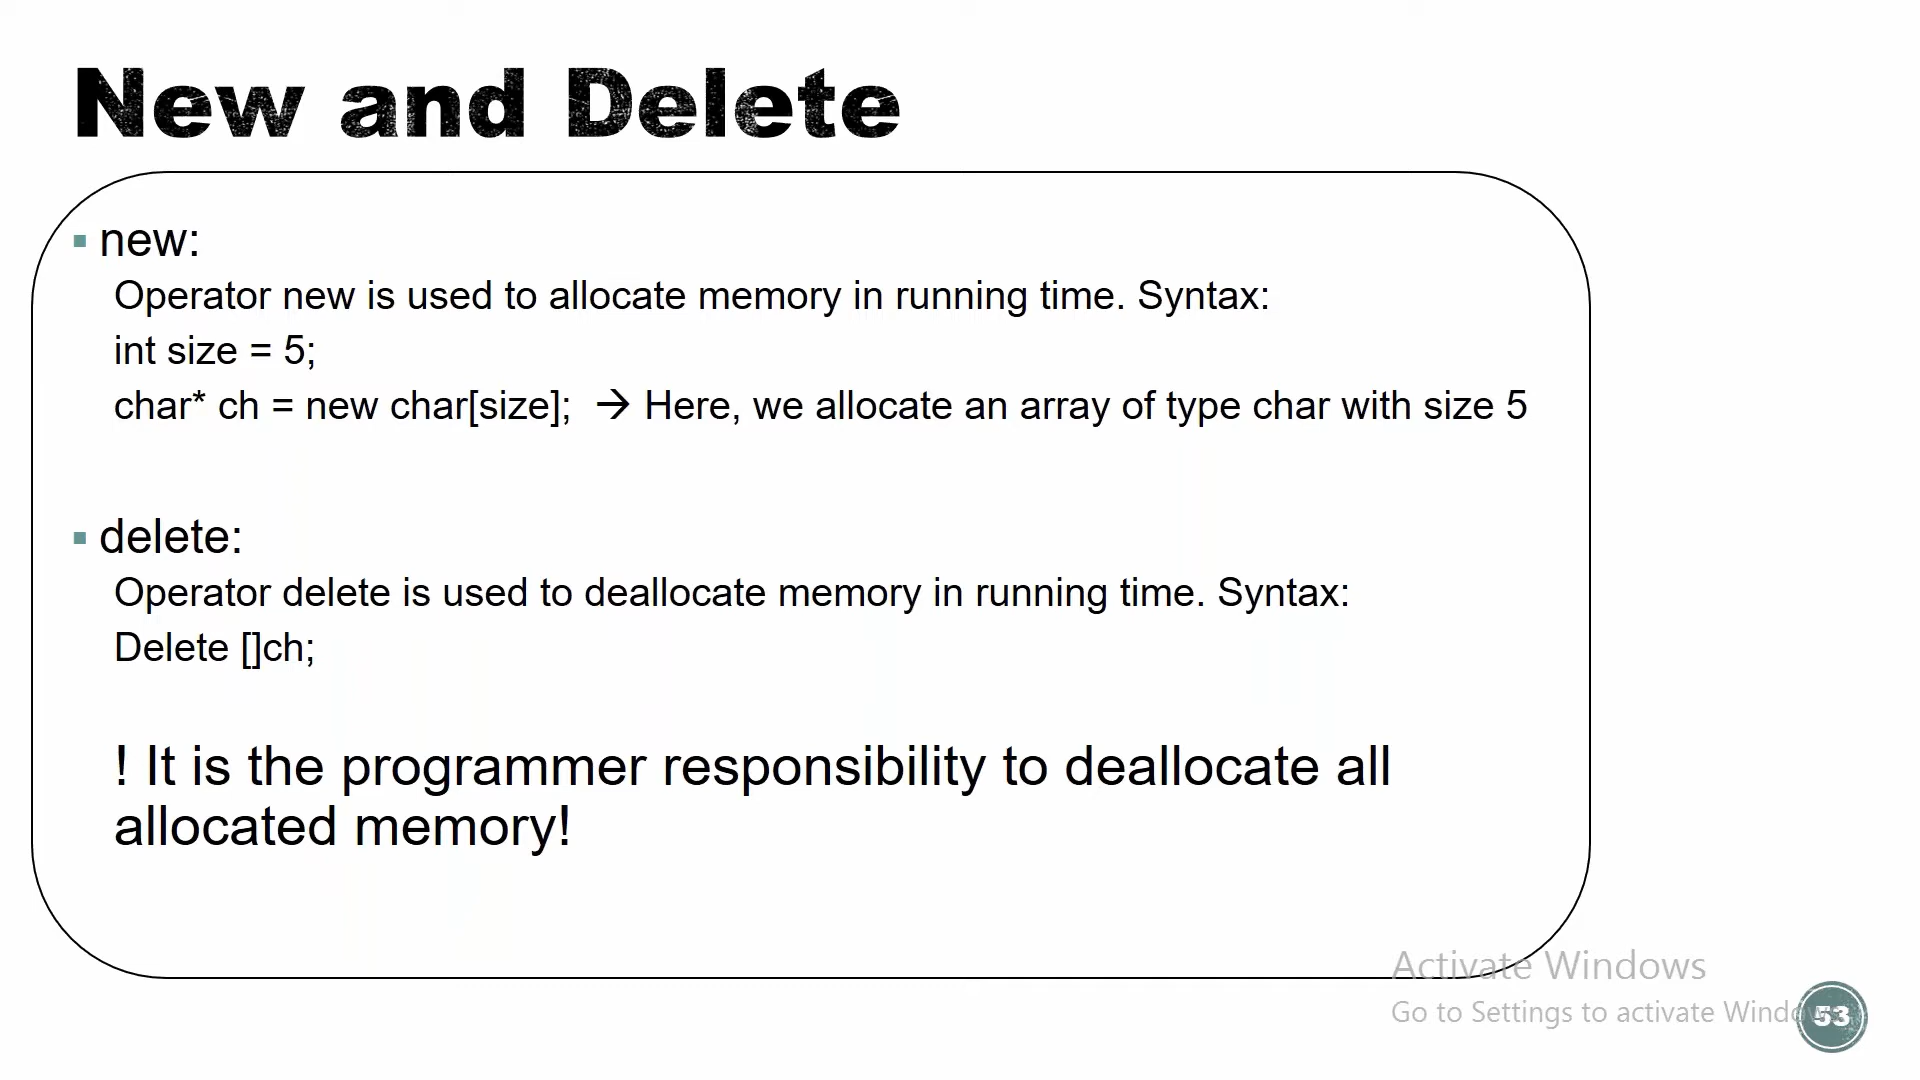 New and Delete
▪ new:
Operator new is used to allocate memory in running time. Syntax:
int size = 5;
char* ch = new char[size]; → Here, we allocate an array of type char with size 5
▪ delete:
Operator delete is used to deallocate memory in running time. Syntax:
Delete []ch;
! It is the programmer responsibility to deallocate all
allocated memory!
Activate Windows
Go to Settings to activate Windows.
53